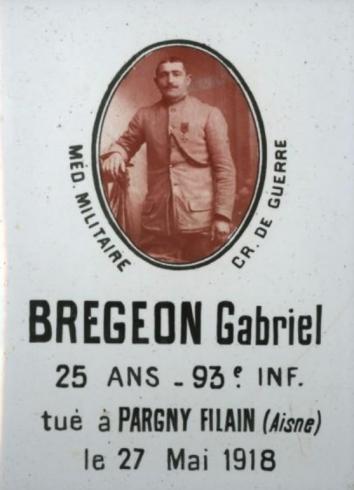 MÉD. MILITAIRE
CR. DE GUERRE
BREGEON Gabriel
25 ANS - 93e INF.
tué à PARGNY FILAIN (Aisne)
le 27 Mai 1918